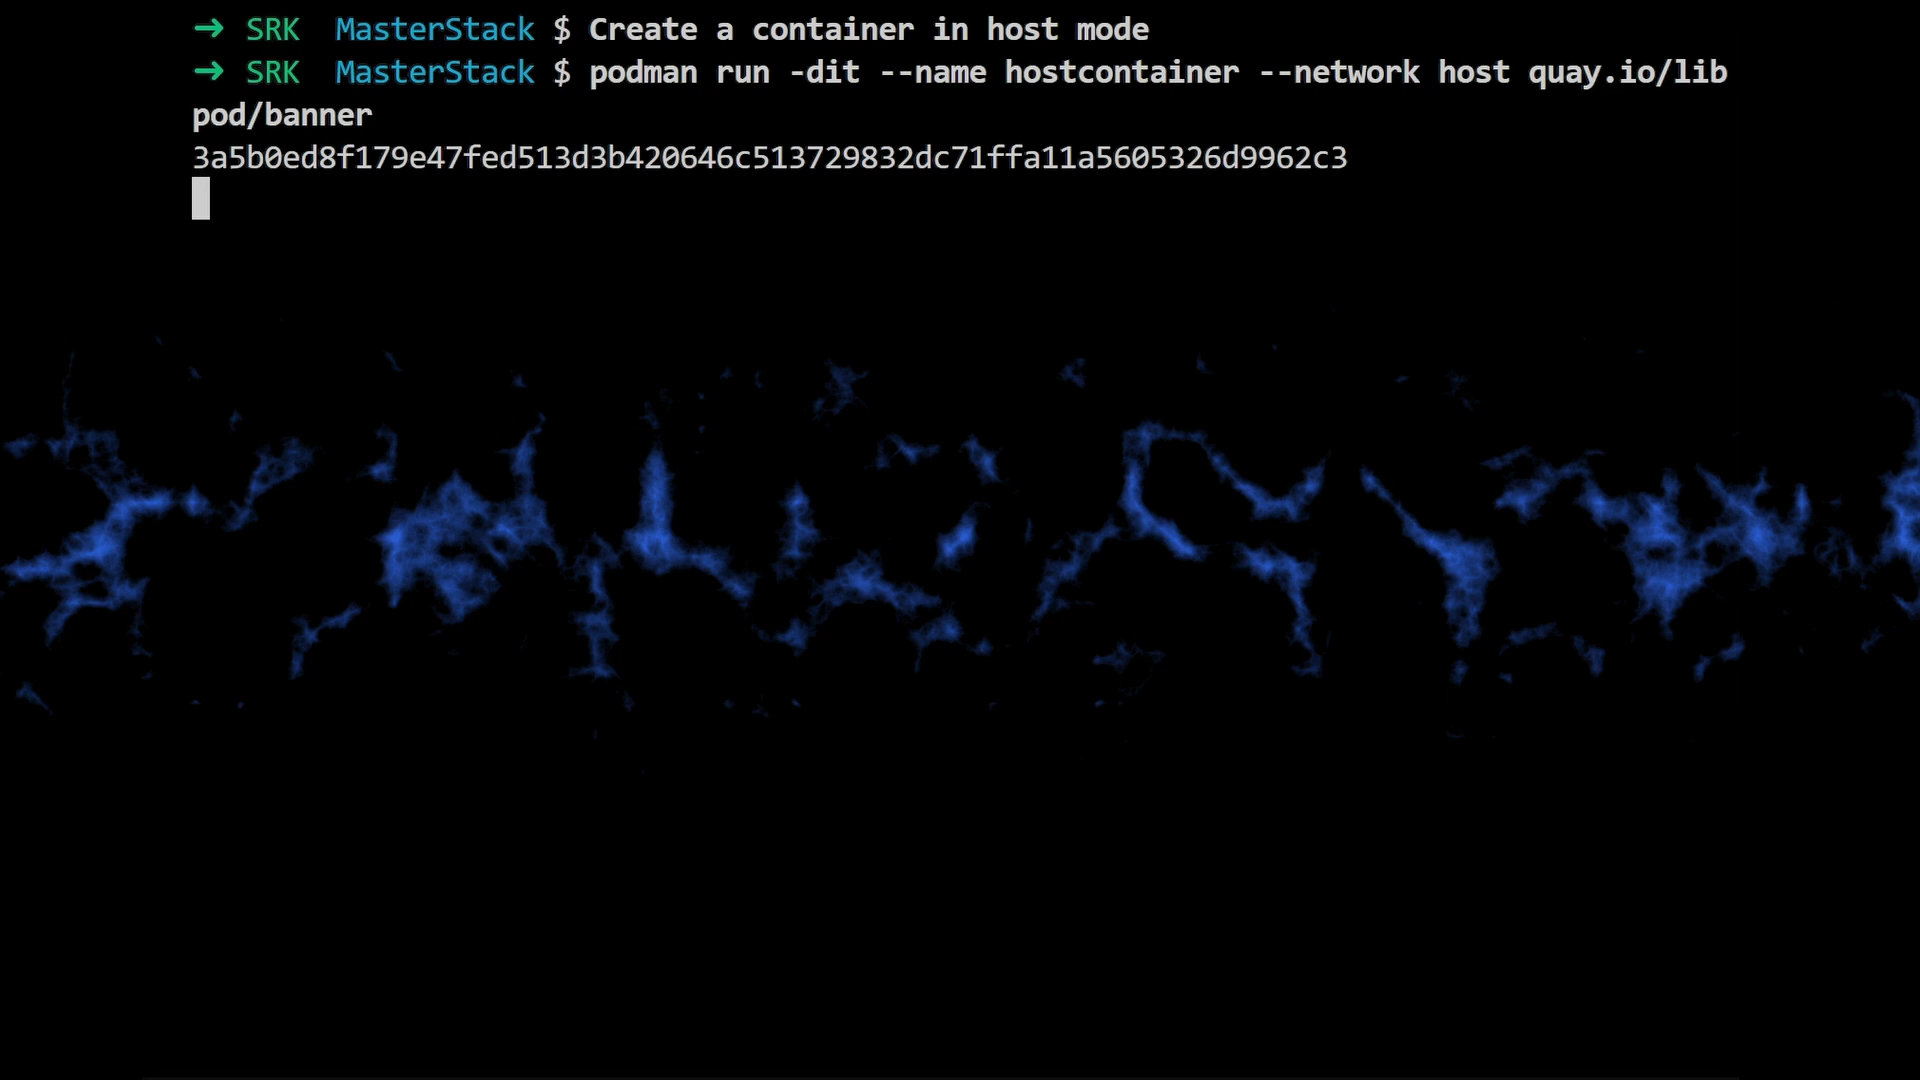 → SRK MasterStack $ Create a container in host mode
→ SRK MasterStack $ podman run -dit --name hostcontainer --network host quay.io/lib
pod/banner
3a5b0ed8f179e47fed513d3b420646c513729832dc71ffa11a5605326d9962c3